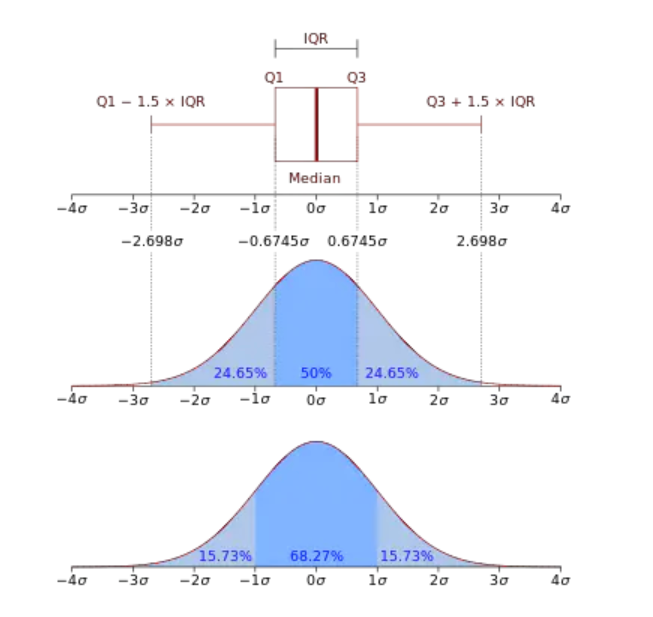 IQR
Q1 Q3
Q1 − 1.5 × IQR Q3 + 1.5 × IQR
Median
−4σ −3σ −2σ −1σ 0σ 1σ 2σ 3σ 4σ
−2.698σ −0.6745σ 0.6745σ 2.698σ
24.65% 50% 24.65%
−4σ −3σ −2σ −1σ 0σ 1σ 2σ 3σ 4σ
15.73% 68.27% 15.73%
−4σ −3σ −2σ −1σ 0σ 1σ 2σ 3σ 4σ